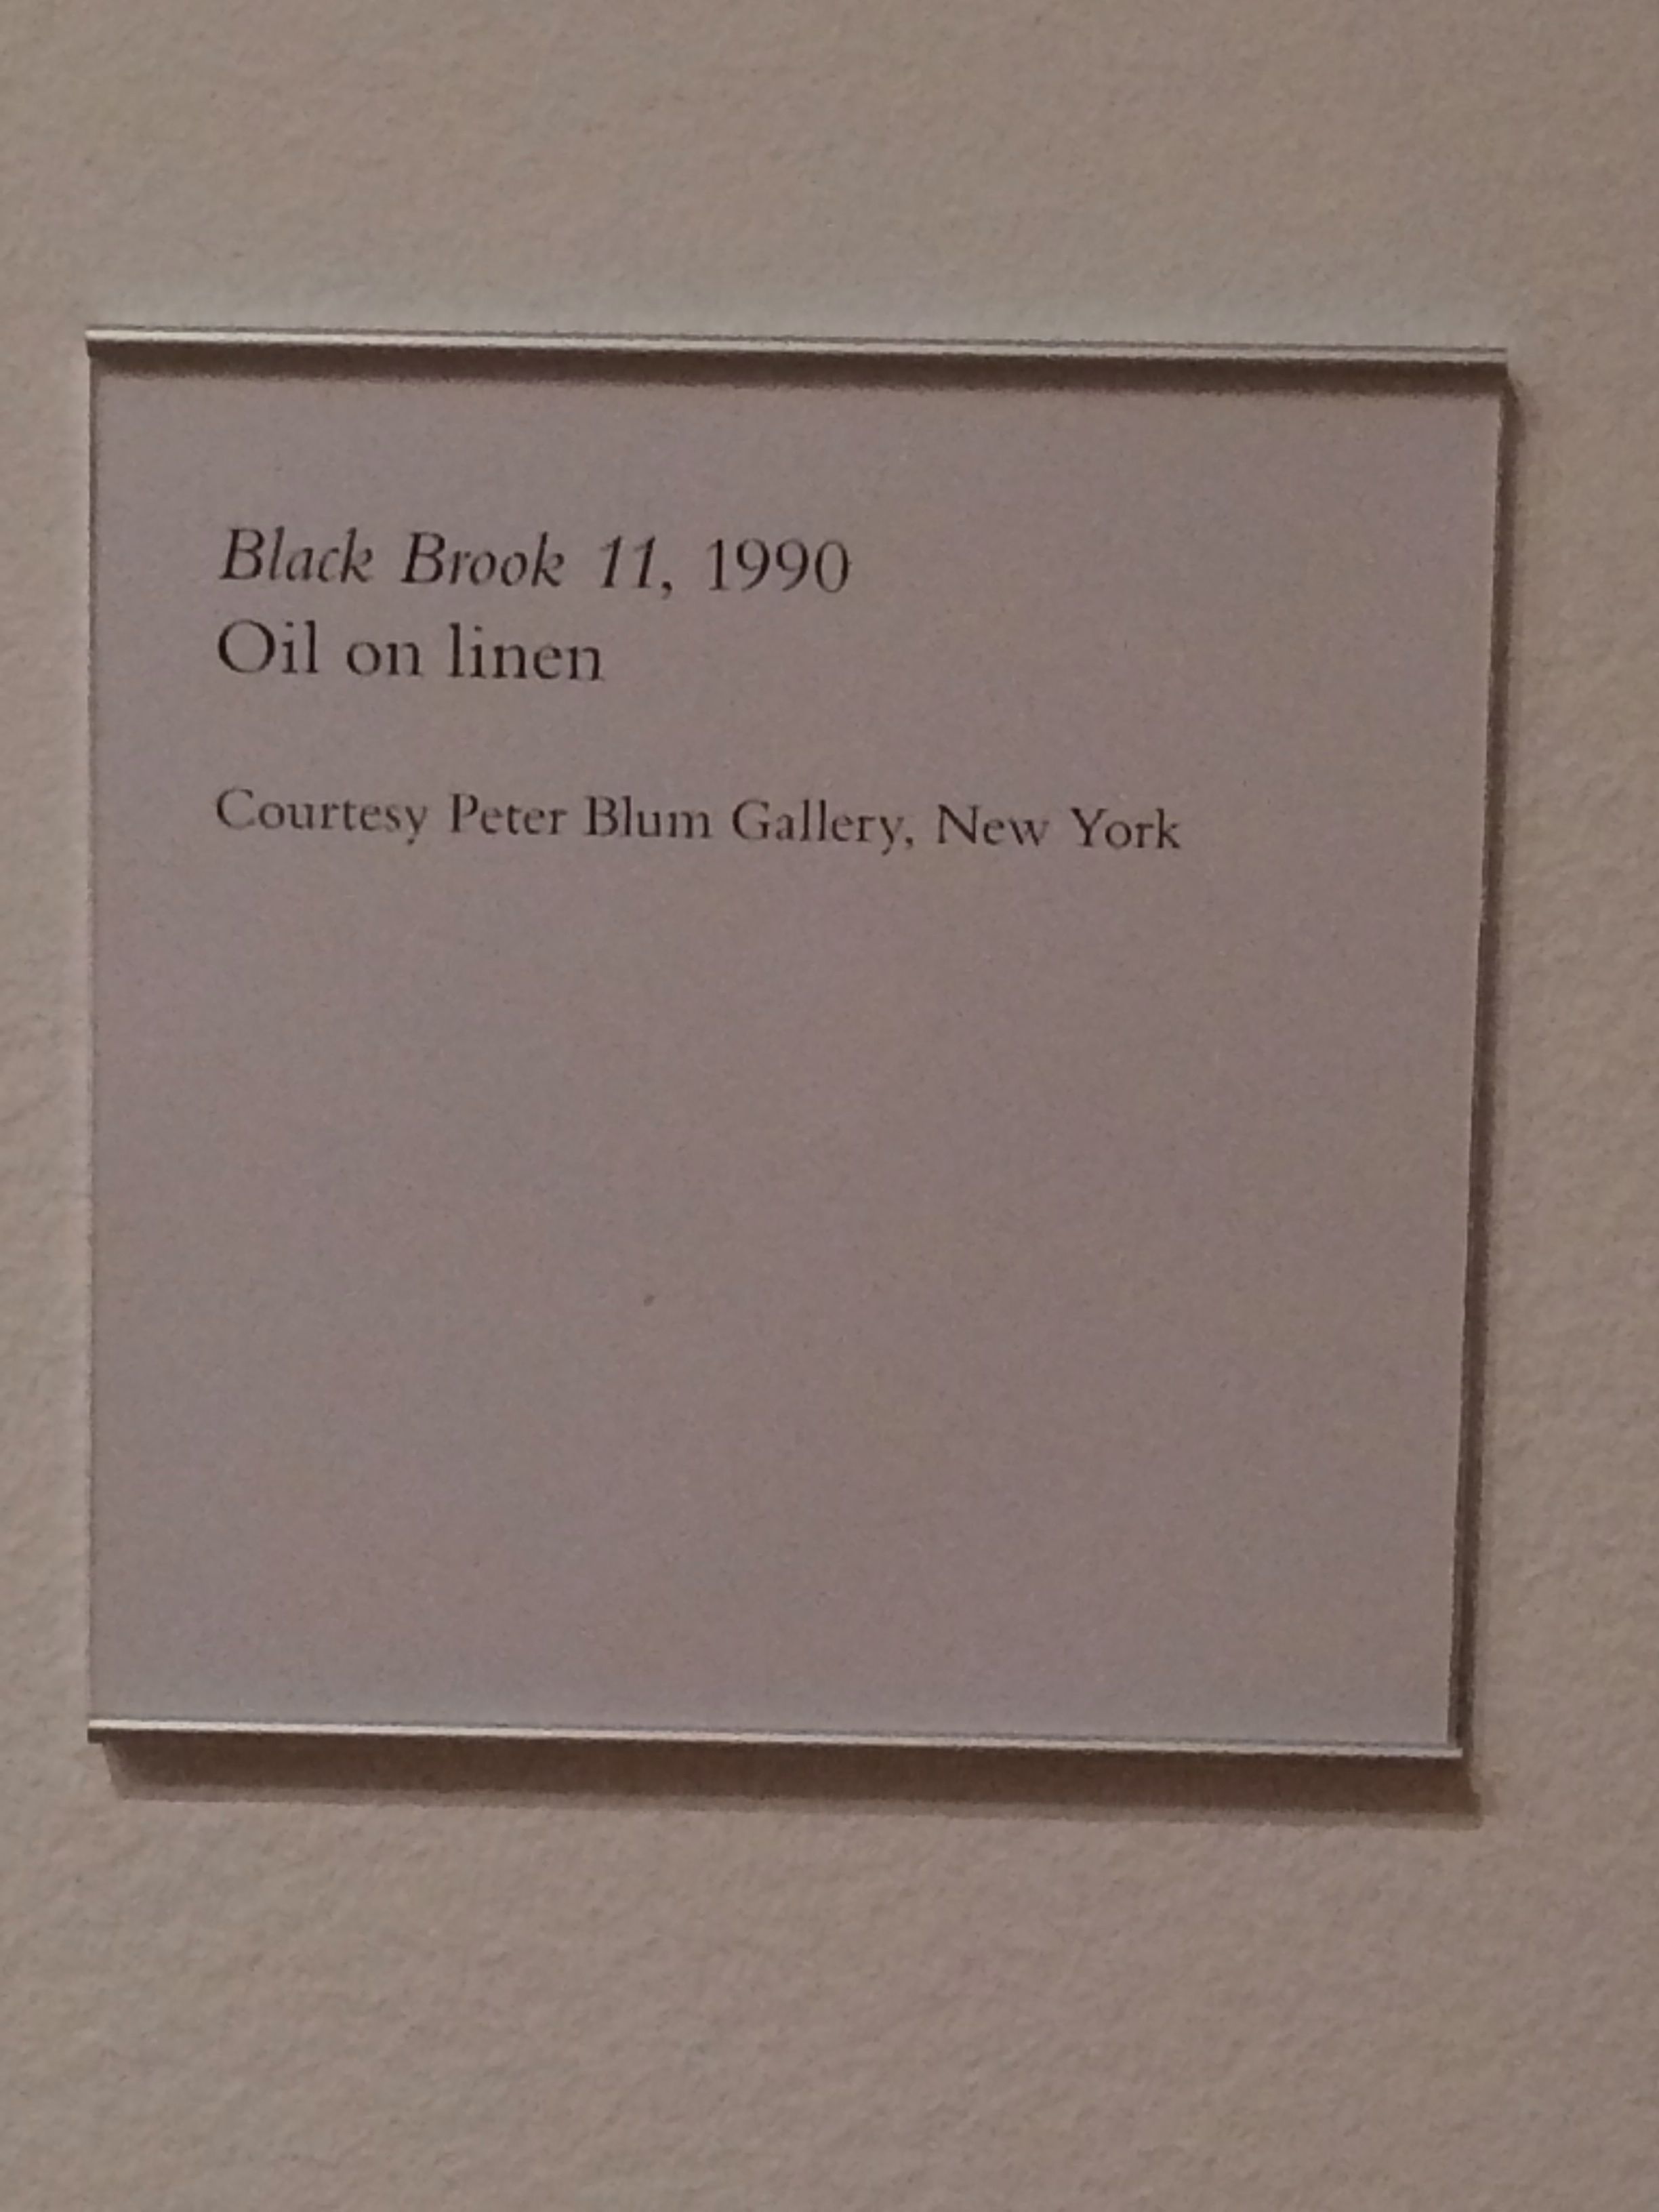 Black Brook 11, 1990
Oil on linen
Courtesy Peter Blum Gallery, New York